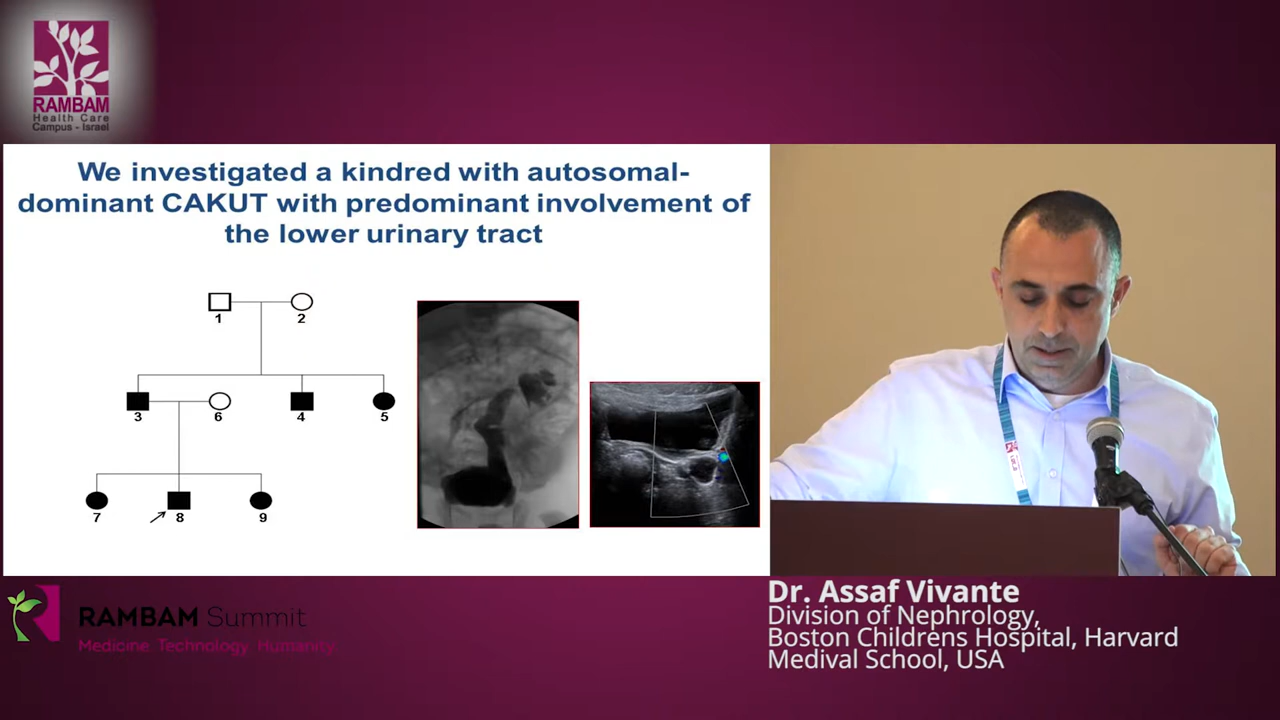 RAMBAM
Health Care
Campus - Israel
We investigated a kindred with autosomal-
dominant CAKUT with predominant involvement of
the lower urinary tract
1
2
3
6
4
5
7
8
9
RAMBAM Summit
Medicine. Technology. Humanity.
Dr. Assaf Vivante
Division of Nephrology,
Boston Childrens Hospital, Harvard
Medival School, USA